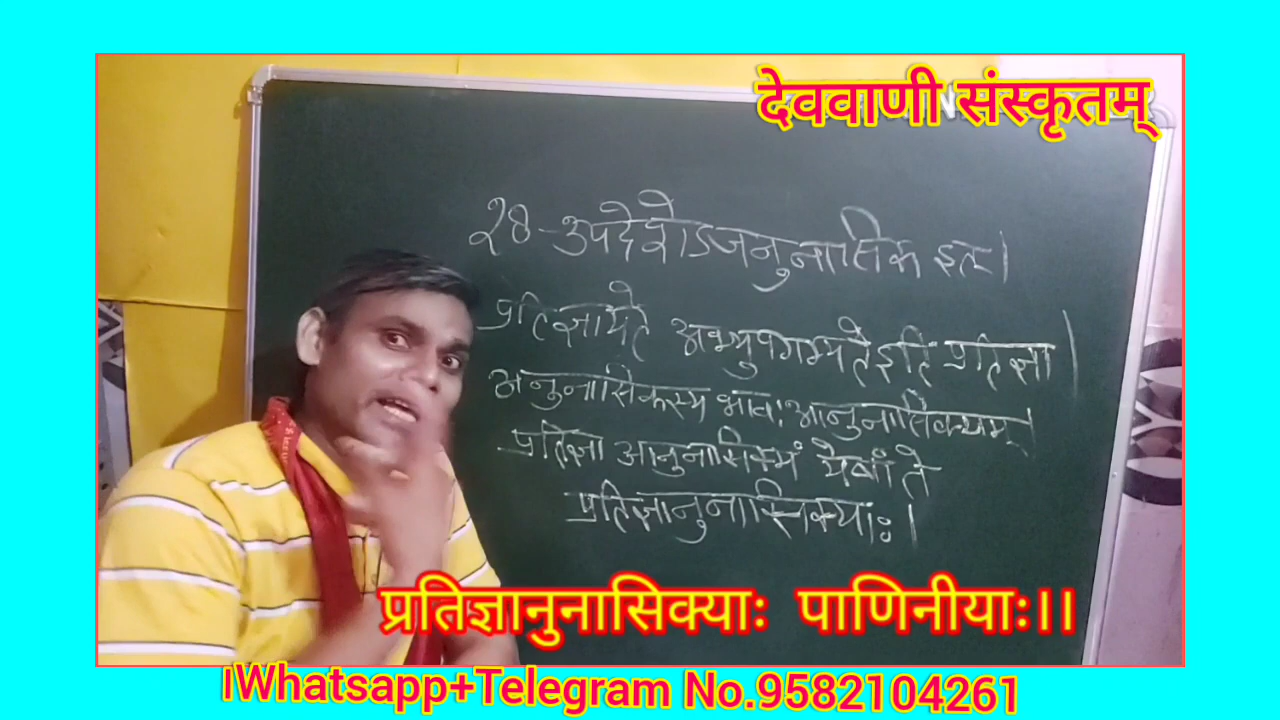 देववाणी संस्कृतम्
२८-उपदेशेऽजनुनासिक इत्।
प्रतिज्ञायते अभ्युपगम्यते इति प्रतिज्ञा।
अनुनासिकस्य भावः आनुनासिक्यम्।
प्रतिज्ञा आनुनासिक्यं येषां ते
प्रतिज्ञानुनासिक्याः।
प्रतिज्ञानुनासिक्याः पाणिनीयाः।।
Whatsapp+Telegram No.9582104261